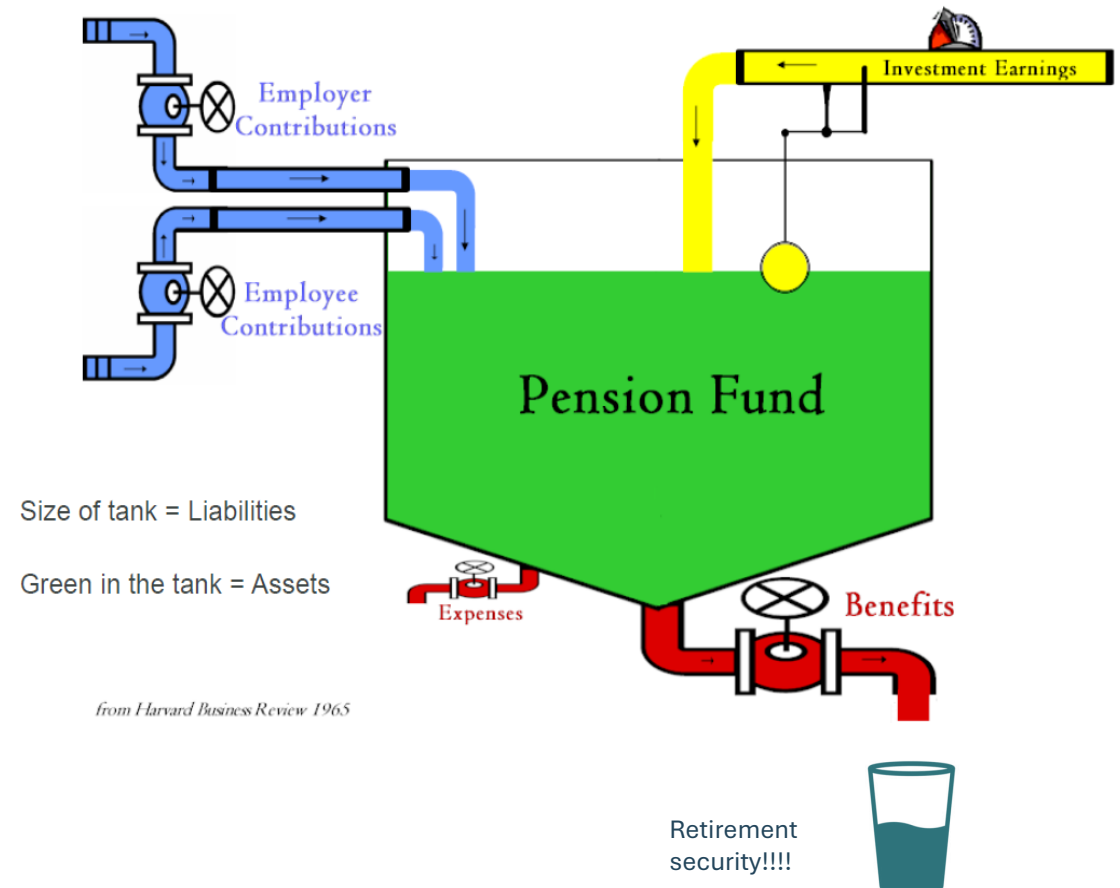 Investment Earnings
Employer
Contributions
Employee
Contributions
Pension Fund
Size of tank = Liabilities
Green in the tank = Assets
Expenses
Benefits
from Harvard Business Review 1965
Retirement
security!!!!